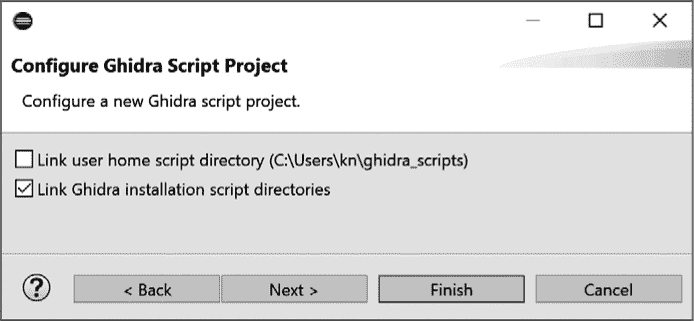 Configure Ghidra Script Project
Configure a new Ghidra script project.
Link user home script directory (C:\Users\kn\ghidra_scripts)
Link Ghidra installation script directories
? < Back Next > Finish Cancel